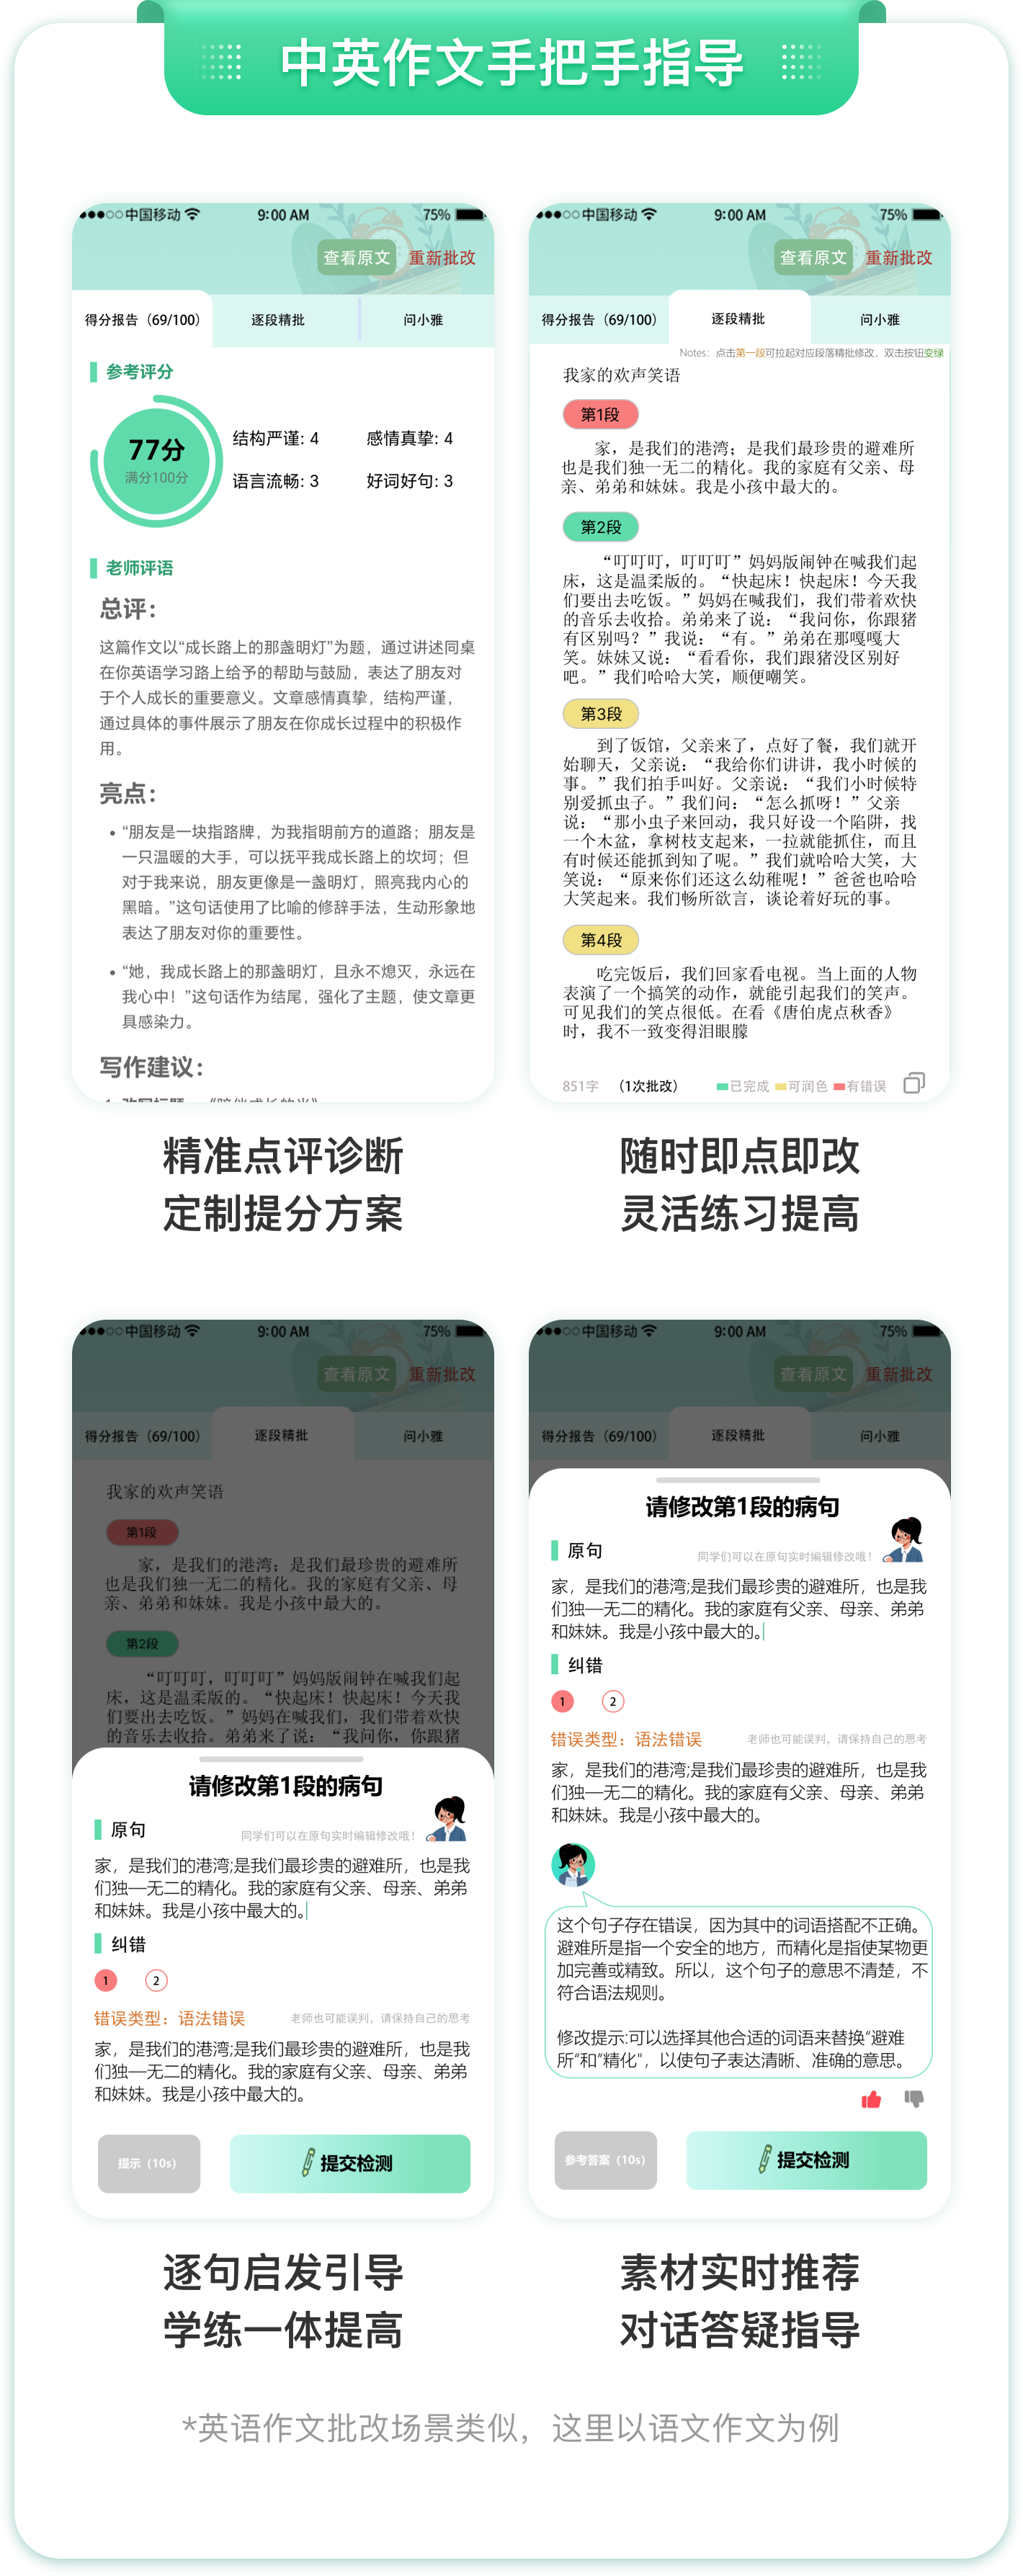 中英作文手把手指导
中国移动 9:00 AM 75%
查看原文 重新批改
得分报告（69/100） 逐段精批 问小雅
参考评分
77分
满分100分
结构严谨: 4 感情真挚: 4
语言流畅: 3 好词好句: 3
老师评语
总评：
这篇作文以“成长路上的那盏明灯”为题，通过讲述同桌
在你英语学习路上给予的帮助与鼓励，表达了朋友对
于个人成长的重要意义。文章感情真挚，结构严谨，
通过具体的事件展示了朋友在你成长过程中的积极作
用。
亮点：
• “朋友是一块指路牌，为我指明前方的道路；朋友是
一只温暖的大手，可以抚平我成长路上的坎坷；但
对于我来说，朋友更像是一盏明灯，照亮我内心的
黑暗。”这句话使用了比喻的修辞手法，生动形象地
表达了朋友对你的重要性。
• “她，我成长路上的那盏明灯，且永不熄灭，永远在
我心中！”这句话作为结尾，强化了主题，使文章更
具感染力。
写作建议：
中国移动 9:00 AM 75%
查看原文 重新批改
得分报告（69/100） 逐段精批 问小雅
Notes：点击第一段可拉起对应段落精批修改，双击按钮变绿
我家的欢声笑语
第1段
家，是我们的港湾；是我们最珍贵的避难所
也是我们独一无二的精化。我的家庭有父亲、母
亲、弟弟和妹妹。我是小孩中最大的。
第2段
“叮叮叮，叮叮叮”妈妈版闹钟在喊我们起
床，这是温柔版的。“快起床！快起床！今天我
们要出去吃饭。”妈妈在喊我们，我们带着欢快
的音乐去收拾。弟弟来了说：“我问你，你跟猪
有区别吗？”我说：“有。”弟弟在那嘎嘎大
笑。妹妹又说：“看看你，我们跟猪没区别好
吧。”我们哈哈大笑，顺便嘲笑。
第3段
到了饭馆，父亲来了，点好了餐，我们就开
始聊天，父亲说：“我给你们讲讲，我小时候的
事。”我们拍手叫好。父亲说：“我们小时候特
别爱抓虫子。”我们问：“怎么抓呀！”父亲
说：“那小虫子来回动，我只好设一个陷阱，找
一个木盆，拿树枝支起来，一拉就能抓住，而且
有时候还能抓到知了呢。”我们就哈哈大笑，大
笑说：“原来你们还这么幼稚呢！”爸爸也哈哈
大笑起来。我们畅所欲言，谈论着好玩的事。
第4段
吃完饭后，我们回家看电视。当上面的人物
表演了一个搞笑的动作，就能引起我们的笑声。
可见我们的笑点很低。在看《唐伯虎点秋香》
时，我不一致变得泪眼朦
851字 （1次批改） 已完成 可润色 有错误
精准点评诊断
定制提分方案
随时即点即改
灵活练习提高
中国移动 9:00 AM 75%
查看原文 重新批改
得分报告（69/100） 逐段精批 问小雅
我家的欢声笑语
第1段
家，是我们的港湾；是我们最珍贵的避难所
也是我们独一无二的精化。我的家庭有父亲、母
亲、弟弟和妹妹。我是小孩中最大的。
第2段
“叮叮叮，叮叮叮”妈妈版闹钟在喊我们起
床，这是温柔版的。“快起床！快起床！今天我
们要出去吃饭。”妈妈在喊我们，我们带着欢快
的音乐去收拾。弟弟来了说：“我问你，你跟猪
请修改第1段的病句
原句 同学们可以在原句实时编辑修改哦！
家，是我们的港湾;是我们最珍贵的避难所，也是我
们独一无二的精化。我的家庭有父亲、母亲、弟弟
和妹妹。我是小孩中最大的。
纠错
1 2
错误类型：语法错误 老师也可能误判，请保持自己的思考
家，是我们的港湾;是我们最珍贵的避难所，也是我
们独一无二的精化。我的家庭有父亲、母亲、弟弟
和妹妹。我是小孩中最大的。
提示（10s） 提交检测
中国移动 9:00 AM 75%
查看原文 重新批改
得分报告（69/100） 逐段精批 问小雅
请修改第1段的病句
原句 同学们可以在原句实时编辑修改哦！
家，是我们的港湾;是我们最珍贵的避难所，也是我
们独一无二的精化。我的家庭有父亲、母亲、弟弟
和妹妹。我是小孩中最大的。
纠错
1 2
错误类型：语法错误 老师也可能误判，请保持自己的思考
家，是我们的港湾;是我们最珍贵的避难所，也是我
们独一无二的精化。我的家庭有父亲、母亲、弟弟
和妹妹。我是小孩中最大的。
这个句子存在错误，因为其中的词语搭配不正确。
避难所是指一个安全的地方，而精化是指使某物更
加完善或精致。所以，这个句子的意思不清楚，不
符合语法规则。
修改提示:可以选择其他合适的词语来替换“避难
所“和”精化"，以使句子表达清晰、准确的意思。
参考答案（10s） 提交检测
逐句启发引导
学练一体提高
素材实时推荐
对话答疑指导
*英语作文批改场景类似，这里以语文作文为例